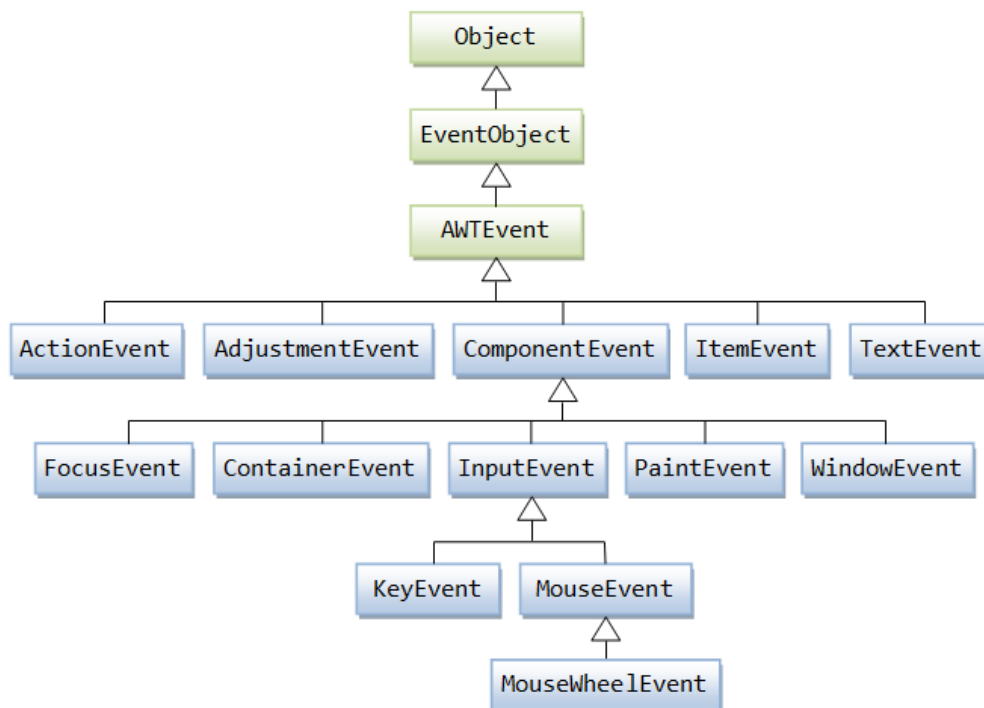 Object
EventObject
AWTEvent
ActionEvent
AdjustmentEvent
ComponentEvent
ItemEvent
TextEvent
FocusEvent
ContainerEvent
InputEvent
PaintEvent
WindowEvent
KeyEvent
MouseEvent
MouseWheelEvent